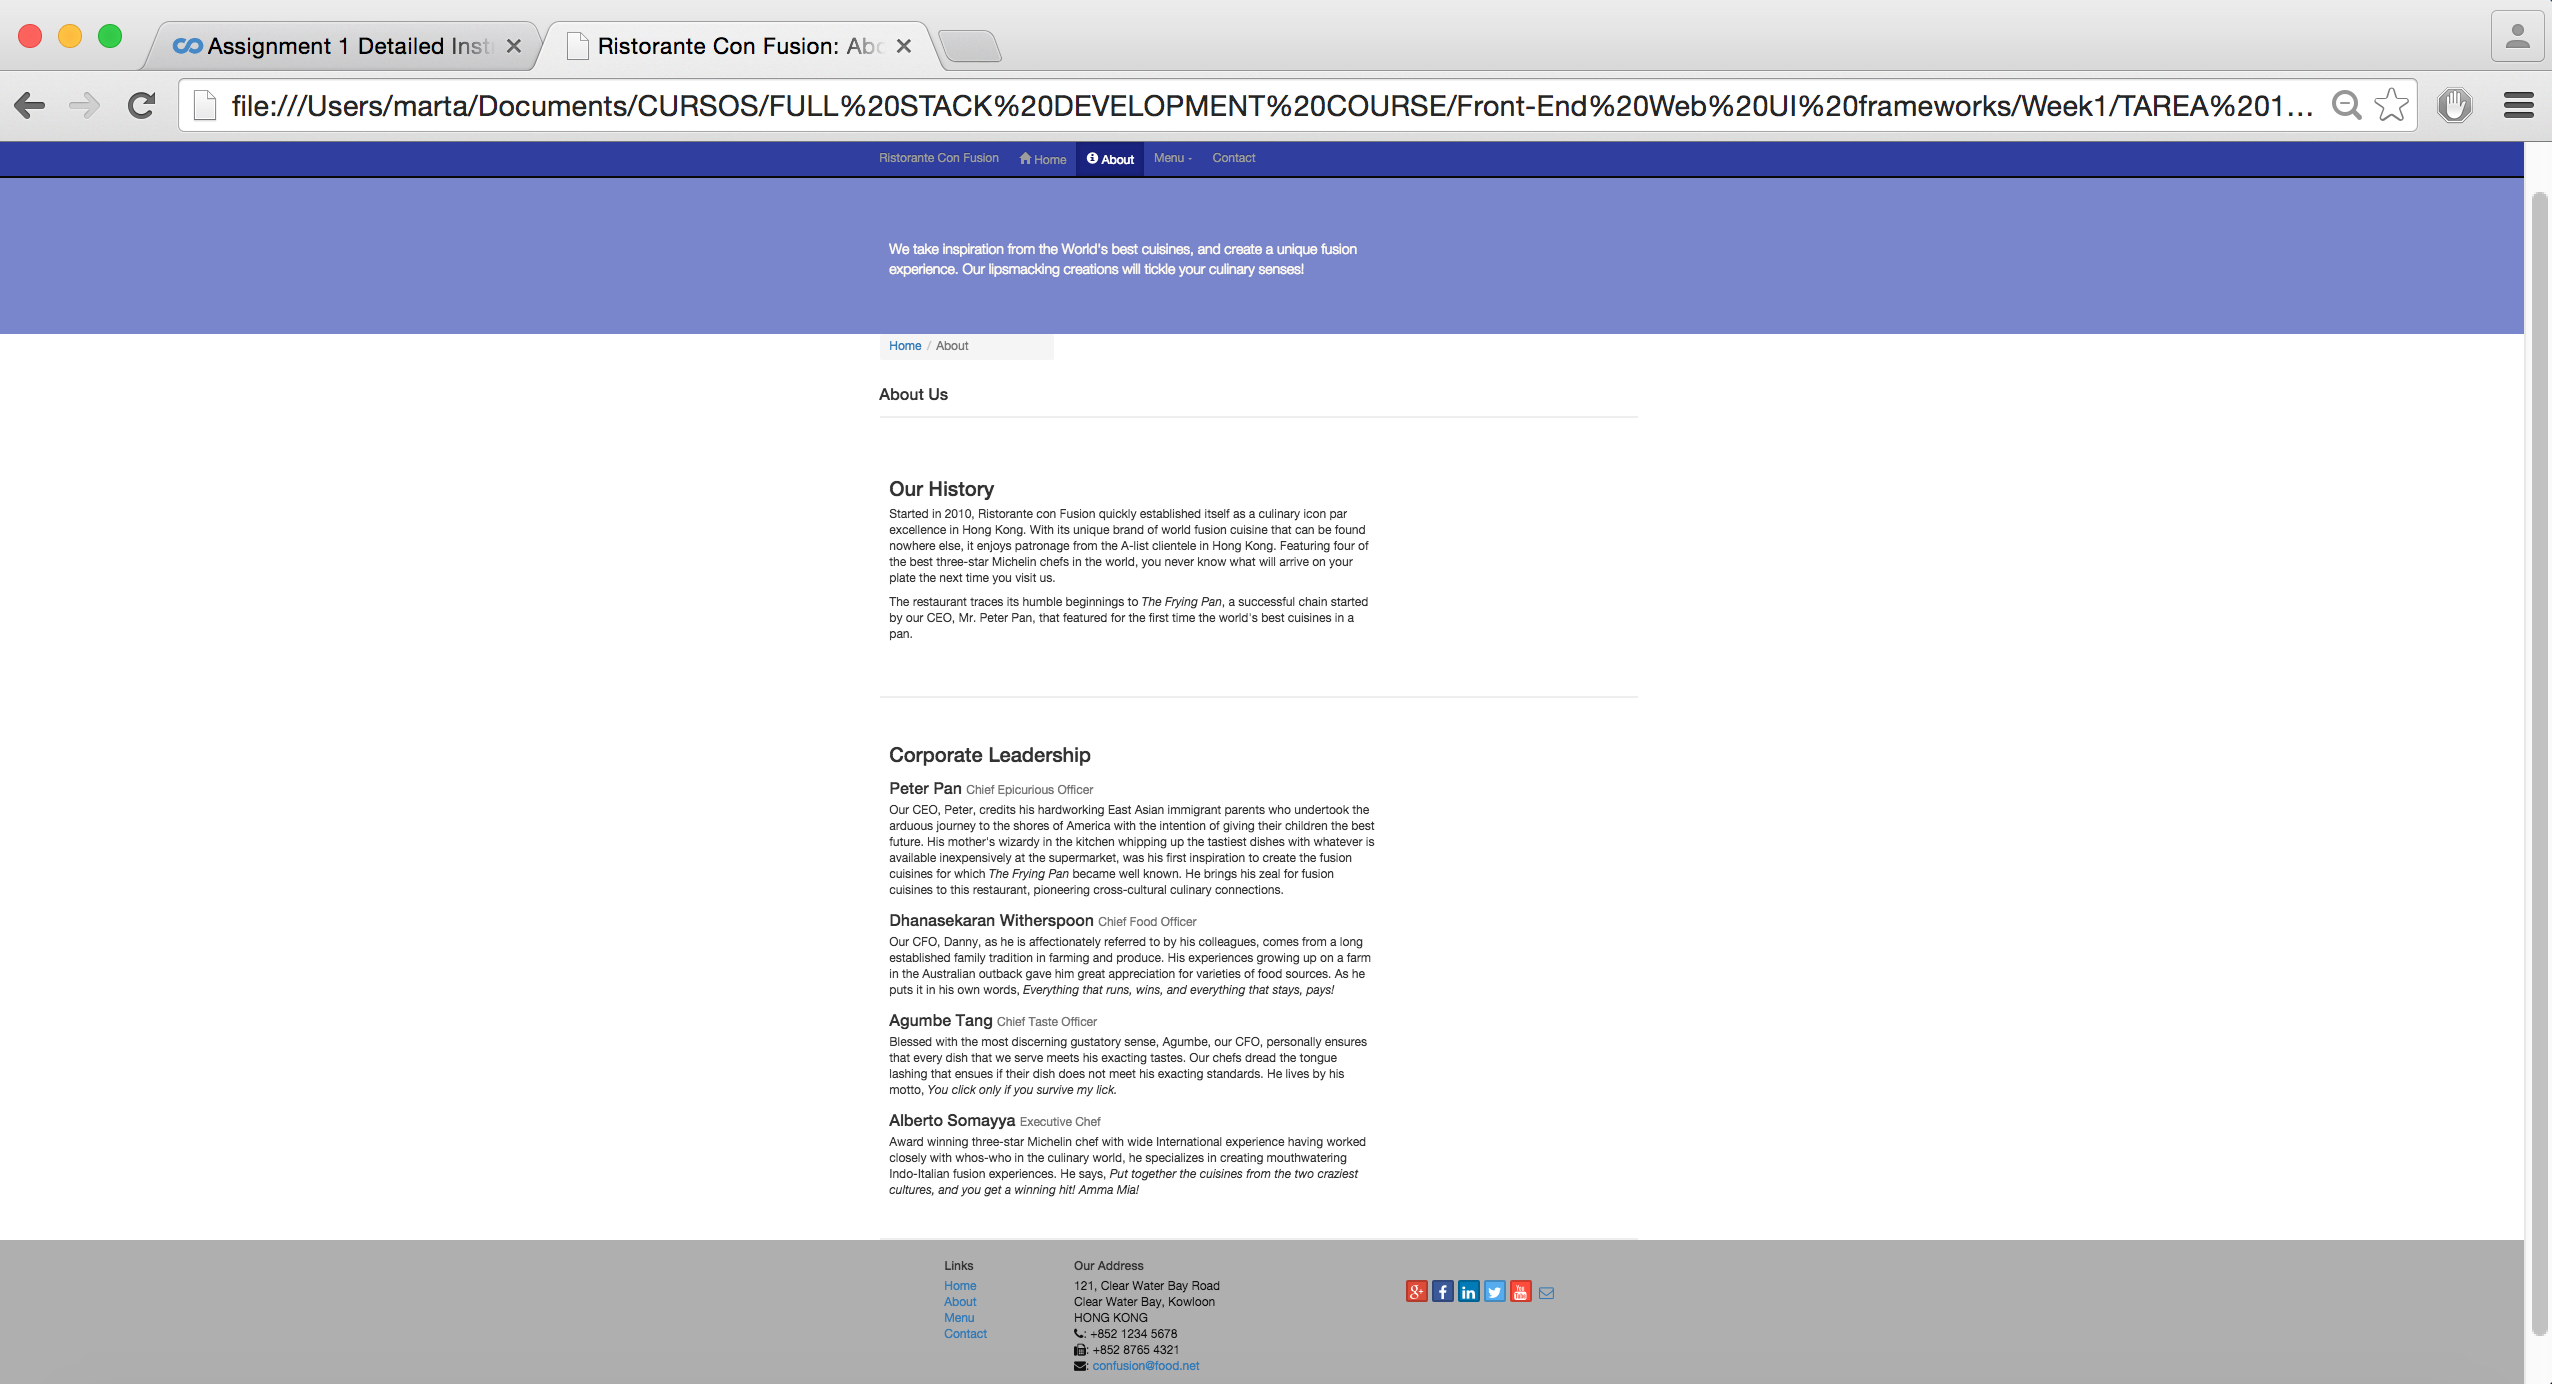 Assignment 1 Detailed Inst
Ristorante Con Fusion: Abo
file:///Users/marta/Documents/CURSOS/FULL%20STACK%20DEVELOPMENT%20COURSE/Front-End%20Web%20UI%20frameworks/Week1/TAREA%201...
Ristorante Con Fusion Home About Menu Contact
We take inspiration from the World's best cuisines, and create a unique fusion
experience. Our lipsmacking creations will tickle your culinary senses!
Home / About
About Us
Our History
Started in 2010, Ristorante con Fusion quickly established itself as a culinary icon par
excellence in Hong Kong. With its unique brand of world fusion cuisine that can be found
nowhere else, it enjoys patronage from the A-list clientele in Hong Kong. Featuring four of
the best three-star Michelin chefs in the world, you never know what will arrive on your
plate the next time you visit us.
The restaurant traces its humble beginnings to The Frying Pan, a successful chain started
by our CEO, Mr. Peter Pan, that featured for the first time the world's best cuisines in a
pan.
Corporate Leadership
Peter Pan Chief Epicurious Officer
Our CEO, Peter, credits his hardworking East Asian immigrant parents who undertook the
arduous journey to the shores of America with the intention of giving their children the best
future. His mother's wizardy in the kitchen whipping up the tastiest dishes with whatever is
available inexpensively at the supermarket, was his first inspiration to create the fusion
cuisines for which The Frying Pan became well known. He brings his zeal for fusion
cuisines to this restaurant, pioneering cross-cultural culinary connections.
Dhanasekaran Witherspoon Chief Food Officer
Our CFO, Danny, as he is affectionately referred to by his colleagues, comes from a long
established family tradition in farming and produce. His experiences growing up on a farm
in the Australian outback gave him great appreciation for varieties of food sources. As he
puts it in his own words, Everything that runs, wins, and everything that stays, pays!
Agumbe Tang Chief Taste Officer
Blessed with the most discerning gustatory sense, Agumbe, our CFO, personally ensures
that every dish that we serve meets his exacting tastes. Our chefs dread the tongue
lashing that ensues if their dish does not meet his exacting standards. He lives by his
motto, You click only if you survive my lick.
Alberto Somayya Executive Chef
Award winning three-star Michelin chef with wide International experience having worked
closely with whos-who in the culinary world, he specializes in creating mouthwatering
Indo-Italian fusion experiences. He says, Put together the cuisines from the two craziest
cultures, and you get a winning hit! Amma Mia!
Links
Home
About
Menu
Contact
Our Address
121, Clear Water Bay Road
Clear Water Bay, Kowloon
HONG KONG
: +852 1234 5678
: +852 8765 4321
: confusion@food.net
g+ f in You Tube